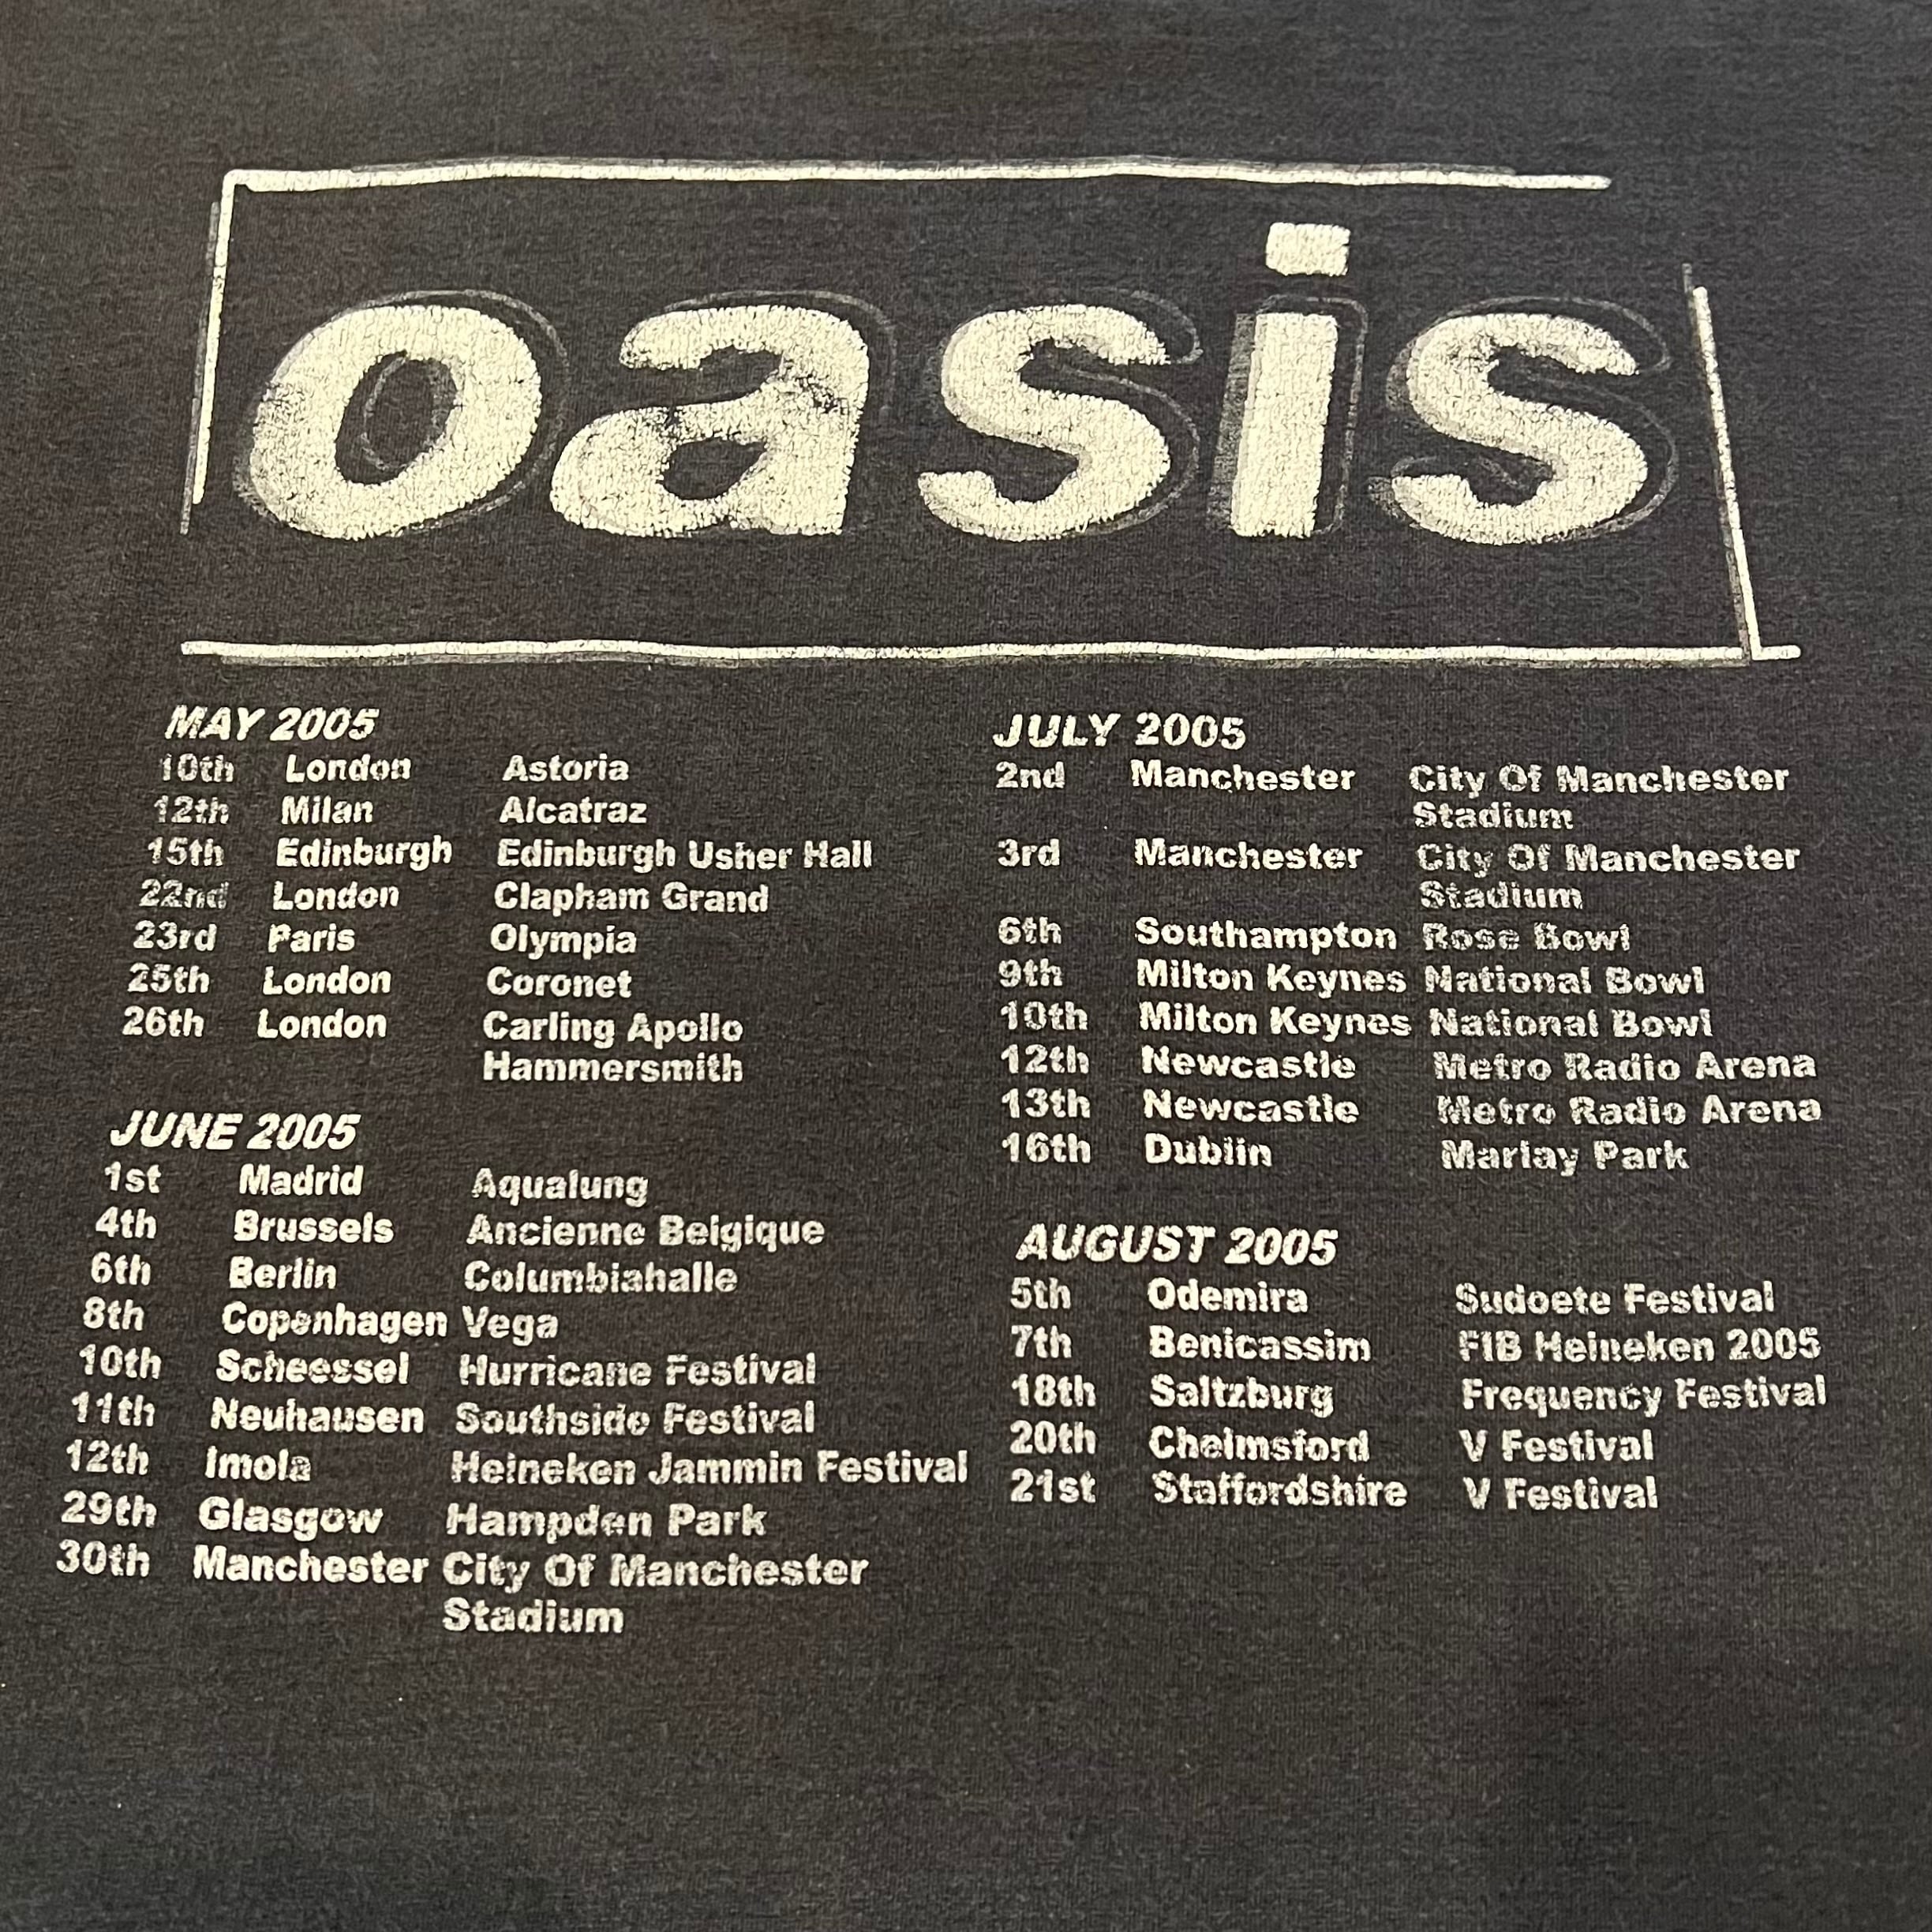 oasis
MAY 2005
10th London Astoria
12th Milan Alcatraz
15th Edinburgh Edinburgh Usher Hall
22nd London Clapham Grand
23rd Paris Olympia
25th London Coronet
26th London Carling Apollo
Hammersmith
JUNE 2005
1st Madrid Aqualung
4th Brussels Ancienne Belgique
6th Berlin Columbiahalle
8th Copenhagen Vega
10th Scheessel Hurricane Festival
11th Neuhausen Southside Festival
12th Imola Heineken Jammin Festival
29th Glasgow Hampden Park
30th Manchester City Of Manchester
Stadium
JULY 2005
2nd Manchester City Of Manchester
Stadium
3rd Manchester City Of Manchester
Stadium
6th Southampton Rose Bowl
9th Milton Keynes National Bowl
10th Milton Keynes National Bowl
12th Newcastle Metro Radio Arena
13th Newcastle Metro Radio Arena
16th Dublin Marlay Park
AUGUST 2005
5th Odemira Sudoete Festival
7th Benicassim FIB Heineken 2005
18th Saltzburg Frequency Festival
20th Chelmsford V Festival
21st Staffordshire V Festival